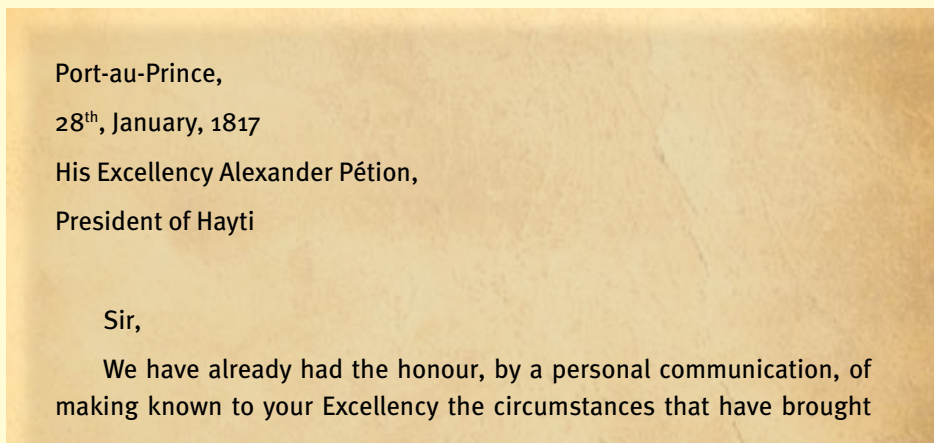 Port-au-Prince,
28th, January, 1817
His Excellency Alexander Pétion,
President of Hayti
Sir,
We have already had the honour, by a personal communication, of
making known to your Excellency the circumstances that have brought